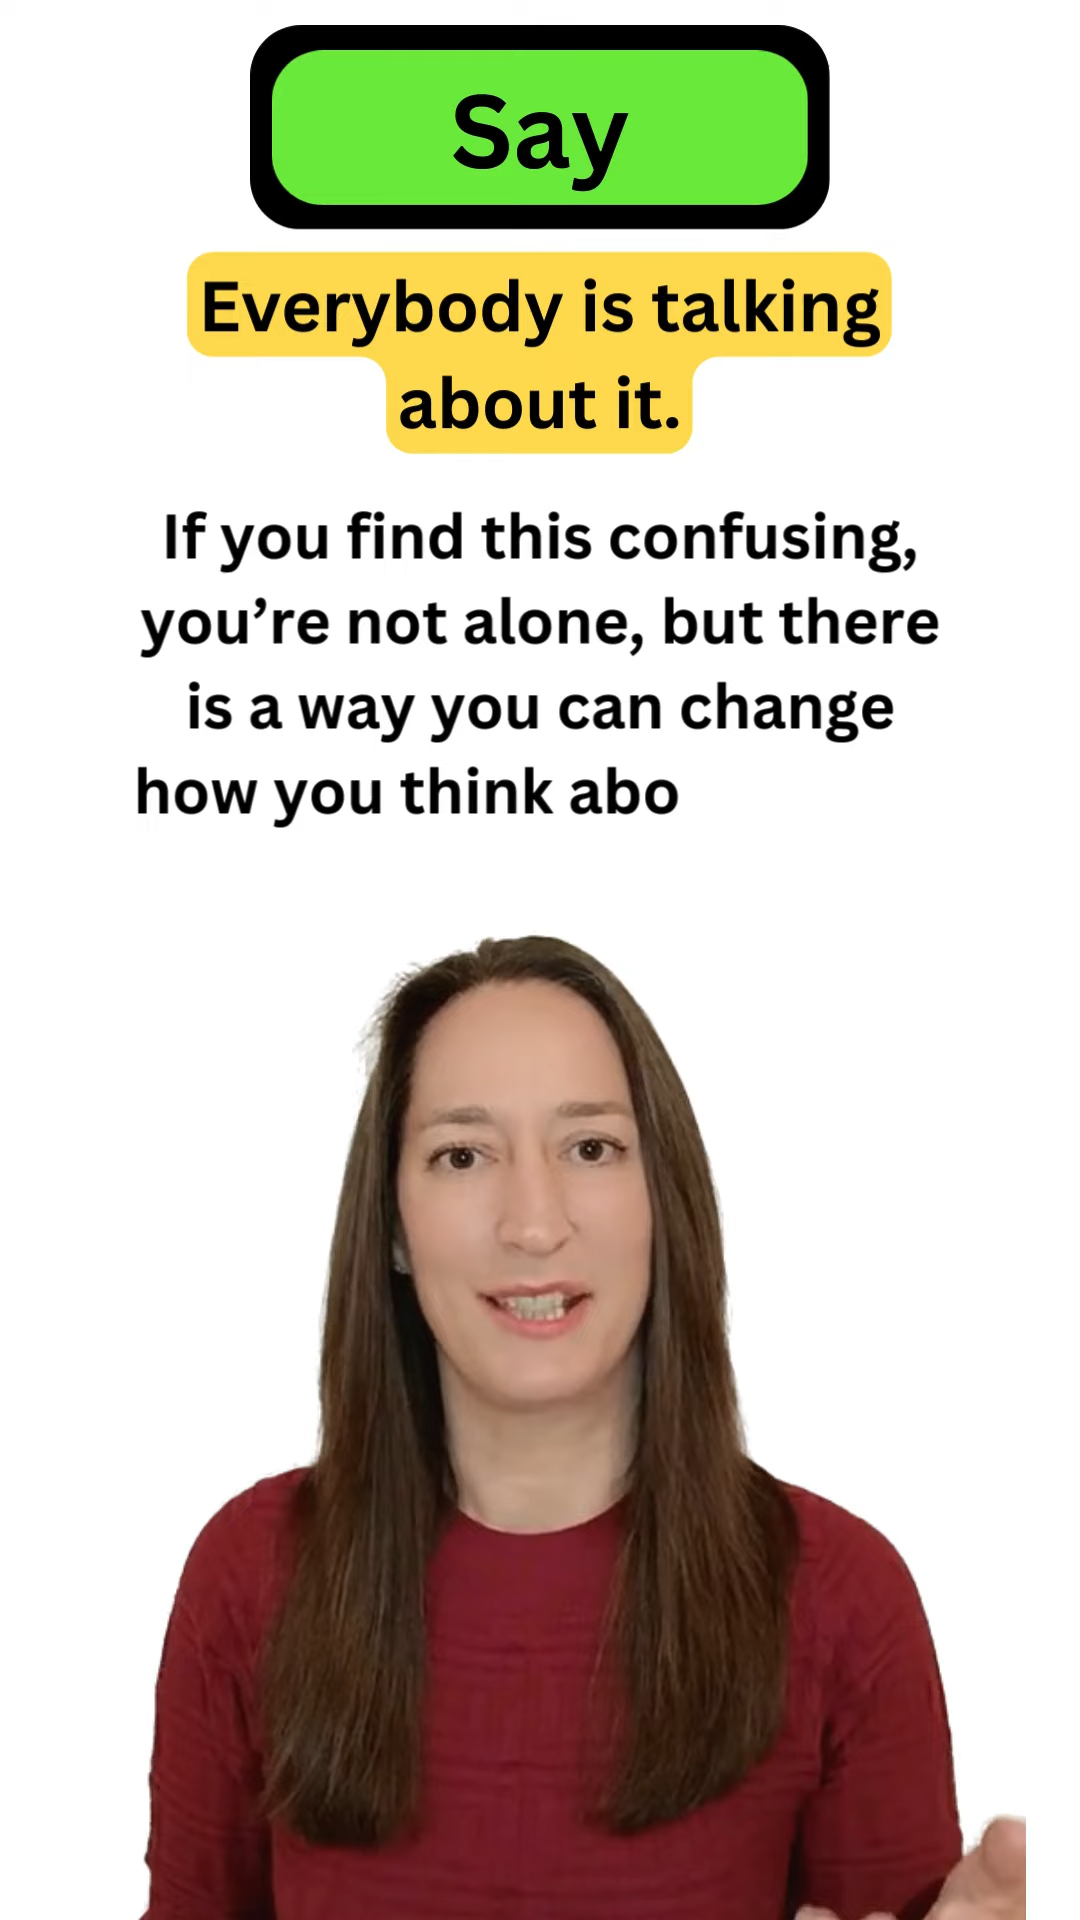 Say
Everybody is talking
about it.
If you find this confusing,
you’re not alone, but there
is a way you can change
how you think abo